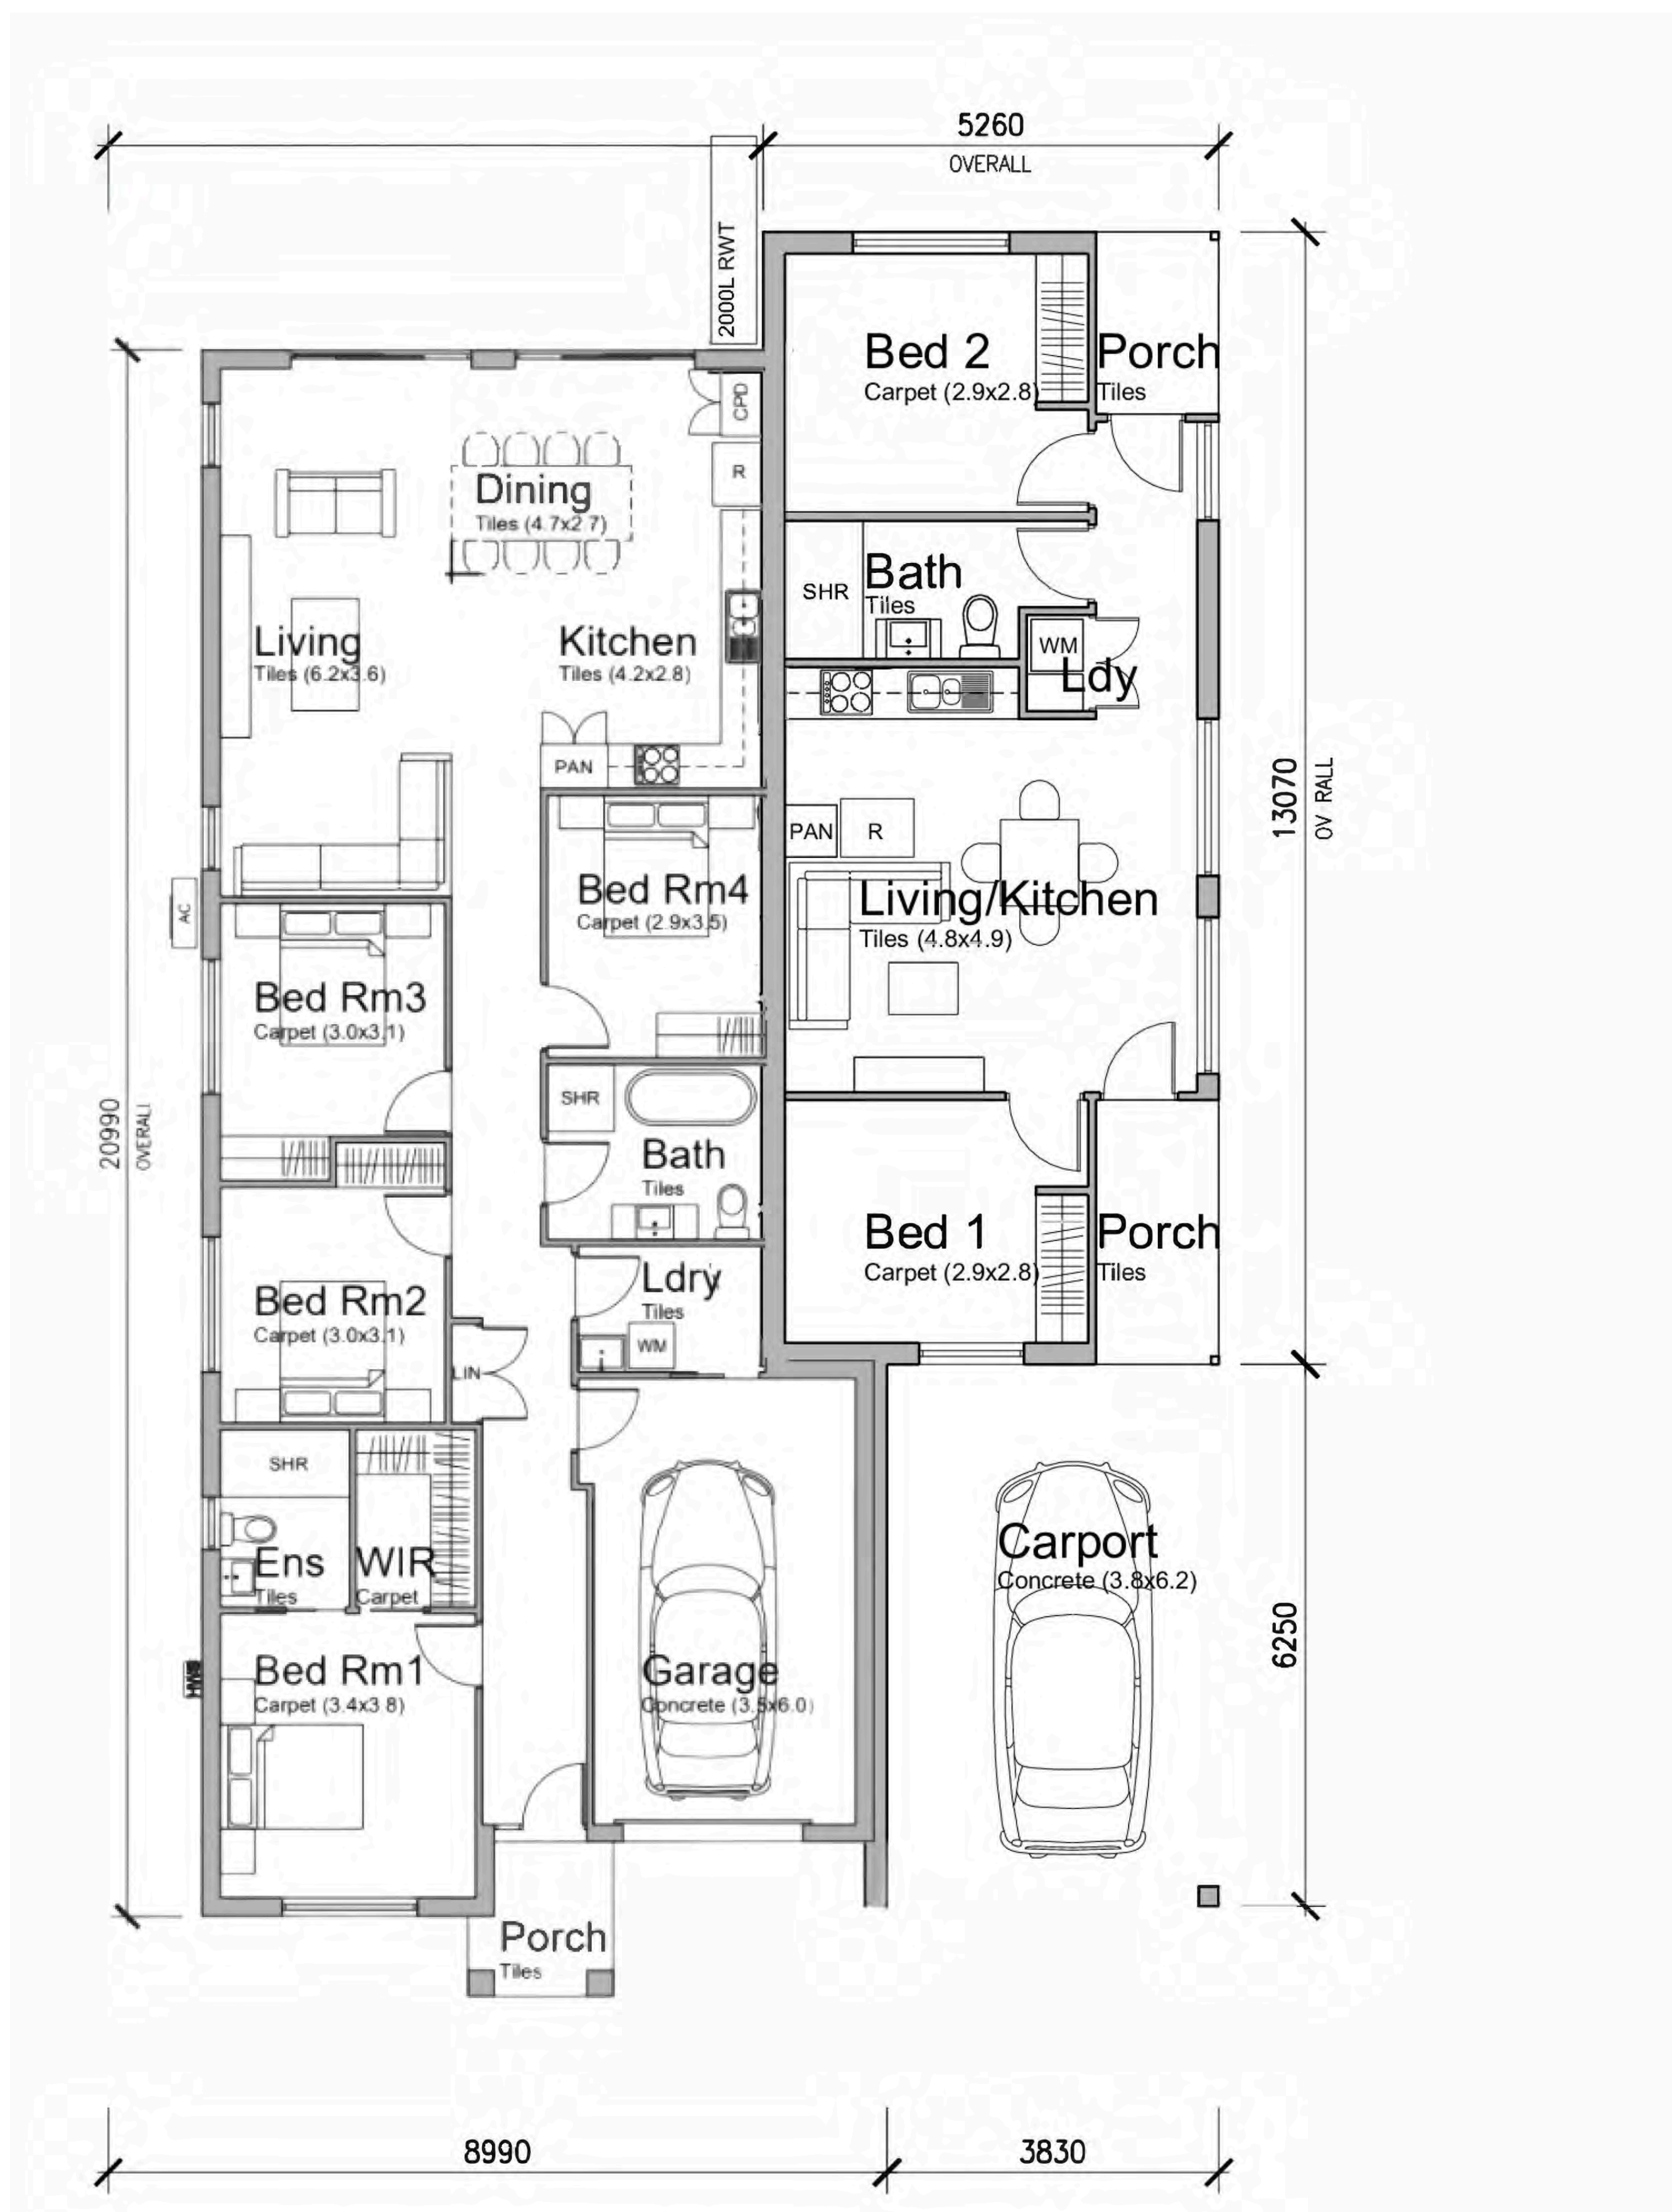 5260
OVERALL
2000L RWT
Bed 2
Carpet (2.9x2.8)
Porch
Tiles
CPD
R
Dining
Tiles (4.7x2 7)
Bath
Tiles
SHR
WM
Ldy
Living
Tiles (6.2x3.6)
Kitchen
Tiles (4.2x2.8)
PAN
PAN
R
13070
OV RALL
Living/Kitchen
Tiles (4.8x4.9)
Bed Rm4
Carpet (2.9x3.5)
AC
Bed Rm3
Carpet (3.0x3.1)
20990
OVERALL
SHR
Bath
Tiles
Bed 1
Carpet (2.9x2.8)
Porch
Tiles
Ldrý
Tiles
WM
Bed Rm2
Carpet (3.0x3.1)
LIN
SHR
Ens
Tiles
WIR
Carpet
Carport
Concrete (3.8x6.2)
6250
HWS
Bed Rm1
Carpet (3.4x3 8)
Garage
Concrete (3.5x6.0)
Porch
Tiles
8990
3830